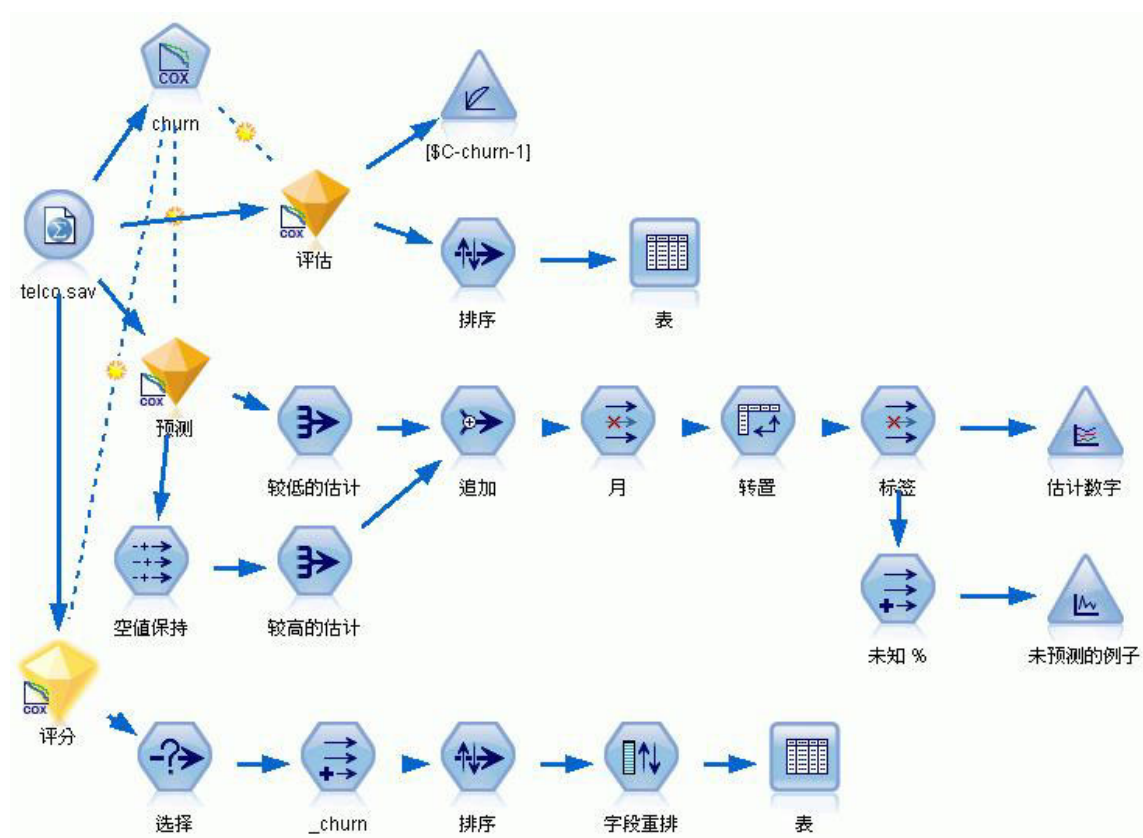 COX
churn
[$C-churn-1]
COX
评估
telco.sav
排序
表
COX
预测
较低的估计
追加
月
转置
标签
估计数字
空值保持
较高的估计
未知 %
未预测的例子
COX
评分
选择
_churn
排序
字段重排
表